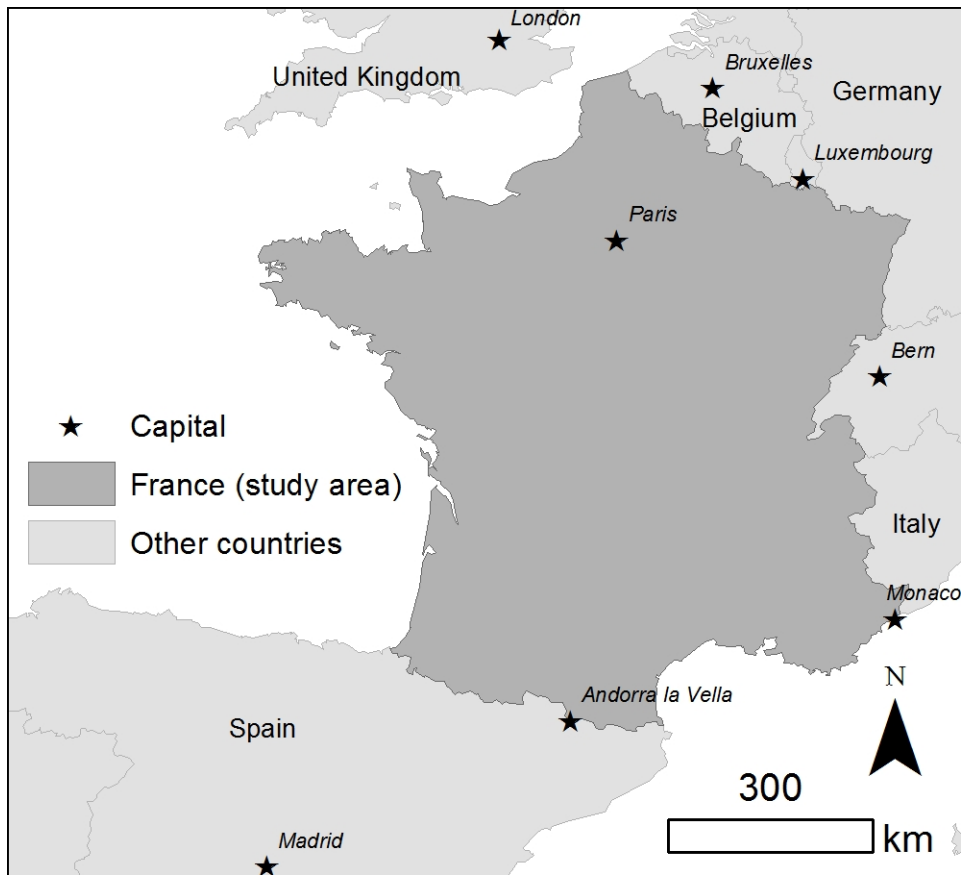 London
United Kingdom
Bruxelles
Belgium
Germany
Luxembourg
Paris
Bern
Capital
France (study area)
Other countries
Italy
Monaco
N
Andorra la Vella
Spain
300
km
Madrid